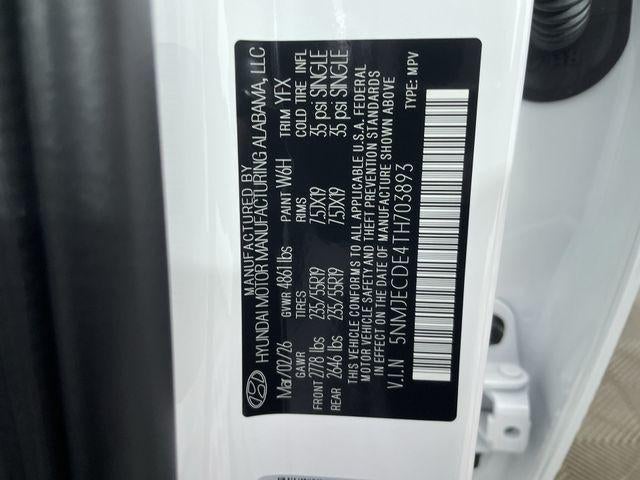 MANUFACTURED BY
HYUNDAI MOTOR MANUFACTURING ALABAMA, LLC
Mar/02/26 GVWR 4861 lbs PAINT W6H TRIM YFX
GAWR TIRES RIMS COLD TIRE INFL
FRONT 2778 lbs 235/55R19 7.5JX19 35 psi SINGLE
REAR 2646 lbs 235/55R19 7.5JX19 35 psi SINGLE
THIS VEHICLE CONFORMS TO ALL APPLICABLE U.S.A. FEDERAL
MOTOR VEHICLE SAFETY AND THEFT PREVENTION STANDARDS
IN EFFECT ON THE DATE OF MANUFACTURE SHOWN ABOVE
V.I.N 5NMJECDE4TH703893 TYPE: MPV